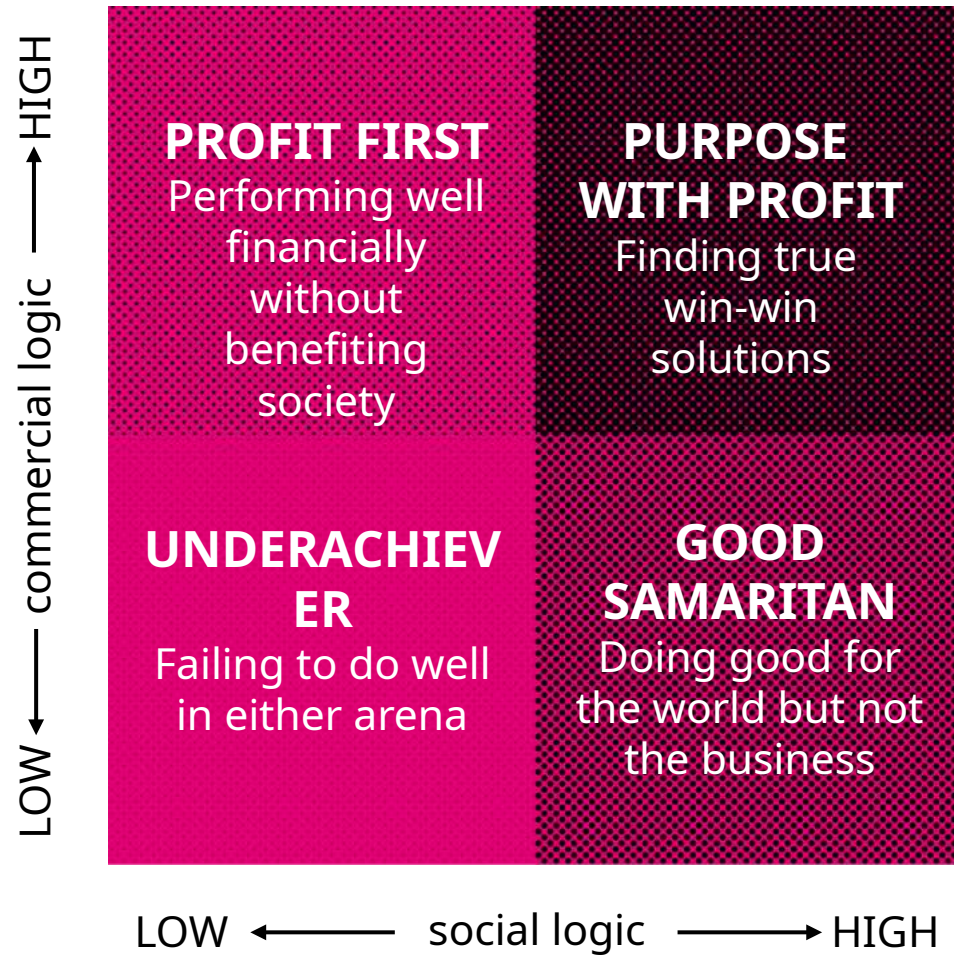 HIGH
commercial logic
LOW
PROFIT FIRST
Performing well
financially
without
benefiting
society
PURPOSE
WITH PROFIT
Finding true
win-win
solutions
UNDERACHIEV
ER
Failing to do well
in either arena
GOOD
SAMARITAN
Doing good for
the world but not
the business
LOW
social logic
HIGH